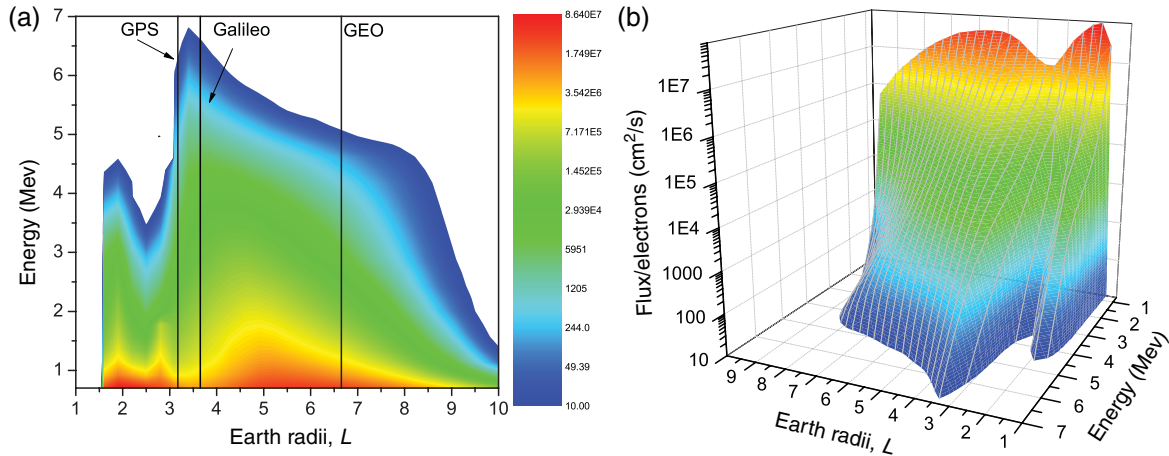 (a)
GPS
Galileo
GEO
7
6
5
4
3
2
1
Energy (Mev)
1
2
3
4
5
6
7
8
9
10
Earth radii, L
8.640E7
1.749E7
3.542E6
7.171E5
1.452E5
2.939E4
5951
1205
244.0
49.39
10.00
(b)
Flux/electrons (cm²/s)
1E7
1E6
1E5
1E4
1000
100
10
9
8
7
6
5
4
3
2
1
Earth radii, L
1
2
3
4
5
6
7
Energy (Mev)